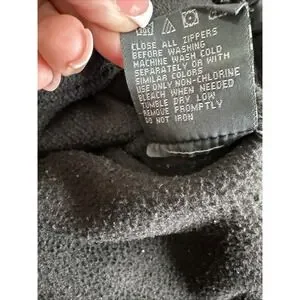 CLOSE ALL ZIPPERS
BEFORE WASHING
MACHINE WASH COLD
SEPARATELY OR WITH
SIMILAR COLORS
USE ONLY NON-CHLORINE
BLEACH WHEN NEEDED
TUMBLE DRY LOW
REMOVE PROMPTLY
DO NOT IRON